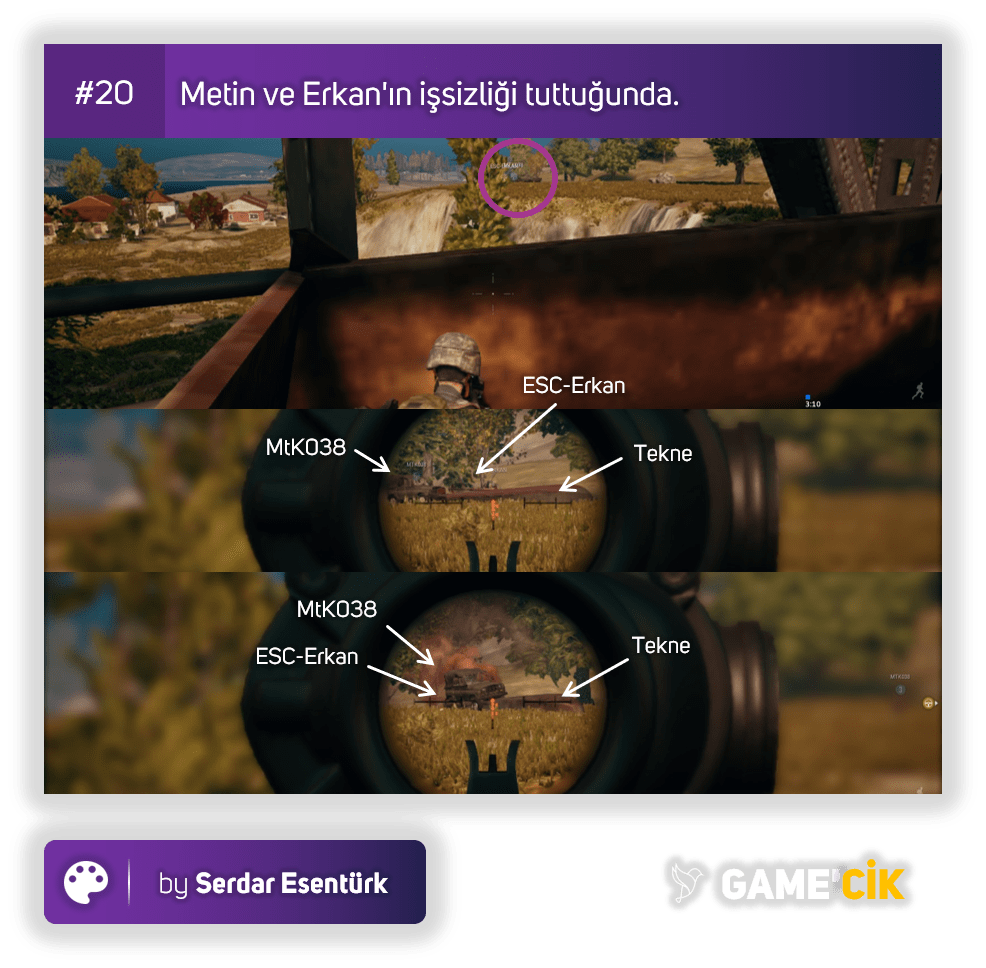 #20
Metin ve Erkan'ın işsizliği tuttuğunda.
3:10
ESC-Erkan
MtK038
Tekne
MtK038
ESC-Erkan
Tekne
MTK038
by Serdar Esentürk
GAME'CİK